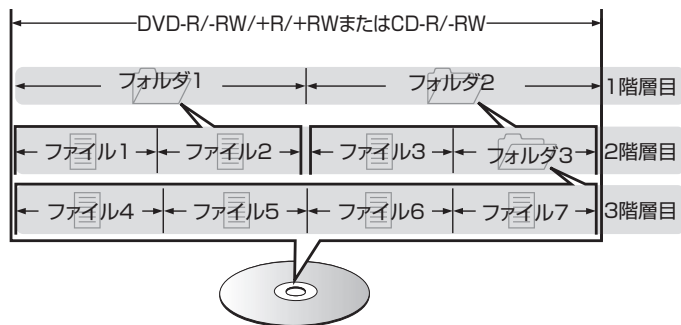 DVD-R/-RW/+R/+RWまたはCD-R/-RW
フォルダ1 フォルダ2 1階層目
ファイル1 ファイル2 ファイル3 フォルダ3 2階層目
ファイル4 ファイル5 ファイル6 ファイル7 3階層目